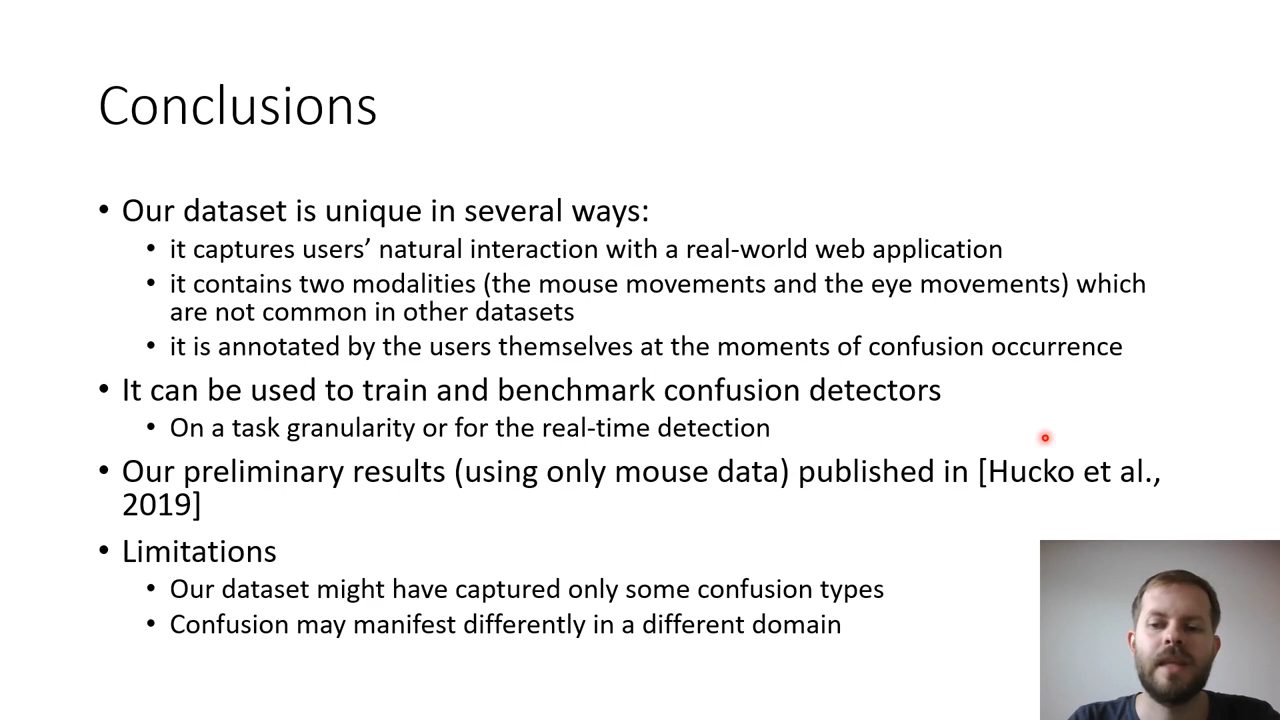 Conclusions
• Our dataset is unique in several ways:
• it captures users’ natural interaction with a real-world web application
• it contains two modalities (the mouse movements and the eye movements) which
are not common in other datasets
• it is annotated by the users themselves at the moments of confusion occurrence
• It can be used to train and benchmark confusion detectors
• On a task granularity or for the real-time detection
• Our preliminary results (using only mouse data) published in [Hucko et al.,
2019]
• Limitations
• Our dataset might have captured only some confusion types
• Confusion may manifest differently in a different domain